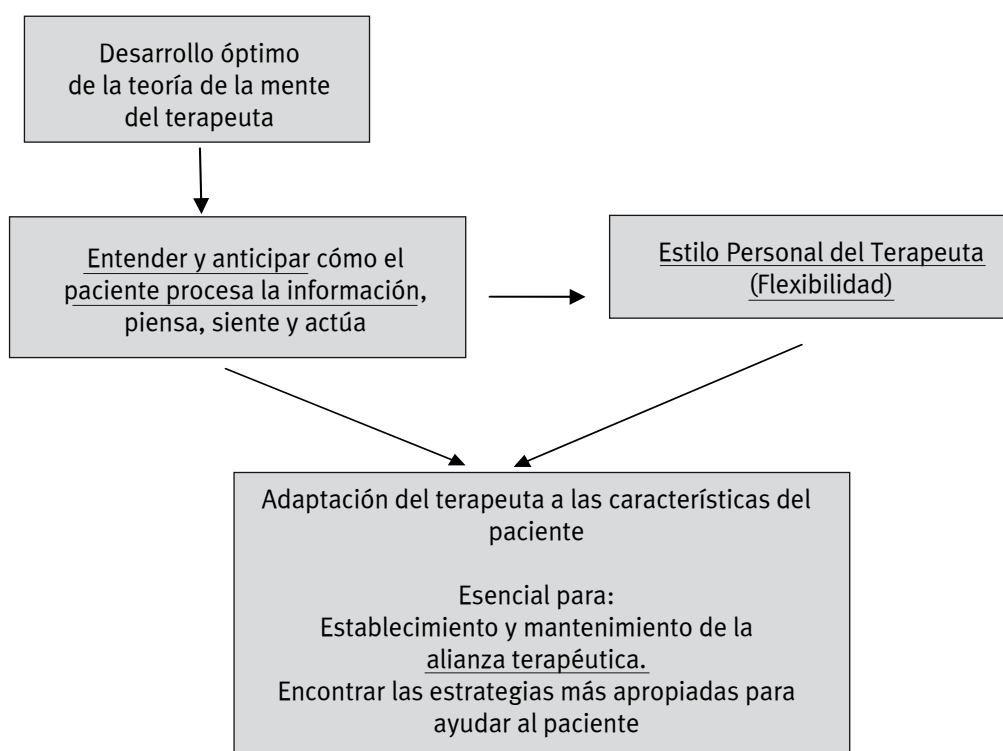 Desarrollo óptimo
de la teoría de la mente
del terapeuta
Entender y anticipar cómo el
paciente procesa la información,
piensa, siente y actúa
Estilo Personal del Terapeuta
(Flexibilidad)
Adaptación del terapeuta a las características del
paciente
Esencial para:
Establecimiento y mantenimiento de la
alianza terapéutica.
Encontrar las estrategias más apropiadas para
ayudar al paciente